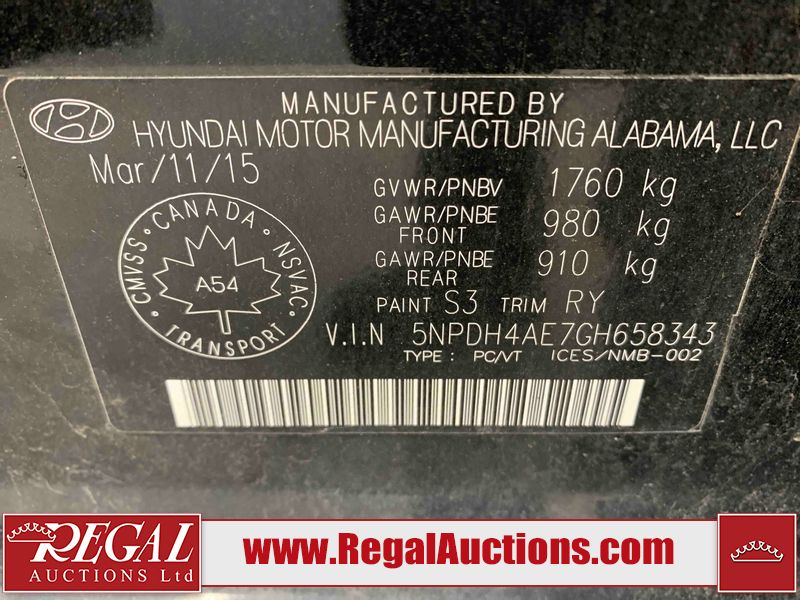 MANUFACTURED BY
HYUNDAI MOTOR MANUFACTURING ALABAMA, LLC
Mar/11/15
GVWR/PNBV 1760 kg
GAWR/PNBE FRONT 980 kg
GAWR/PNBE REAR 910 kg
PAINT S3 TRIM RY
V.I.N 5NPDH4AE7GH658343
TYPE: PC/VT ICES/NMB-002
CMVSS · CANADA · NSVAC · TRANSPORT
A54
REGAL
AUCTIONS Ltd
www.RegalAuctions.com